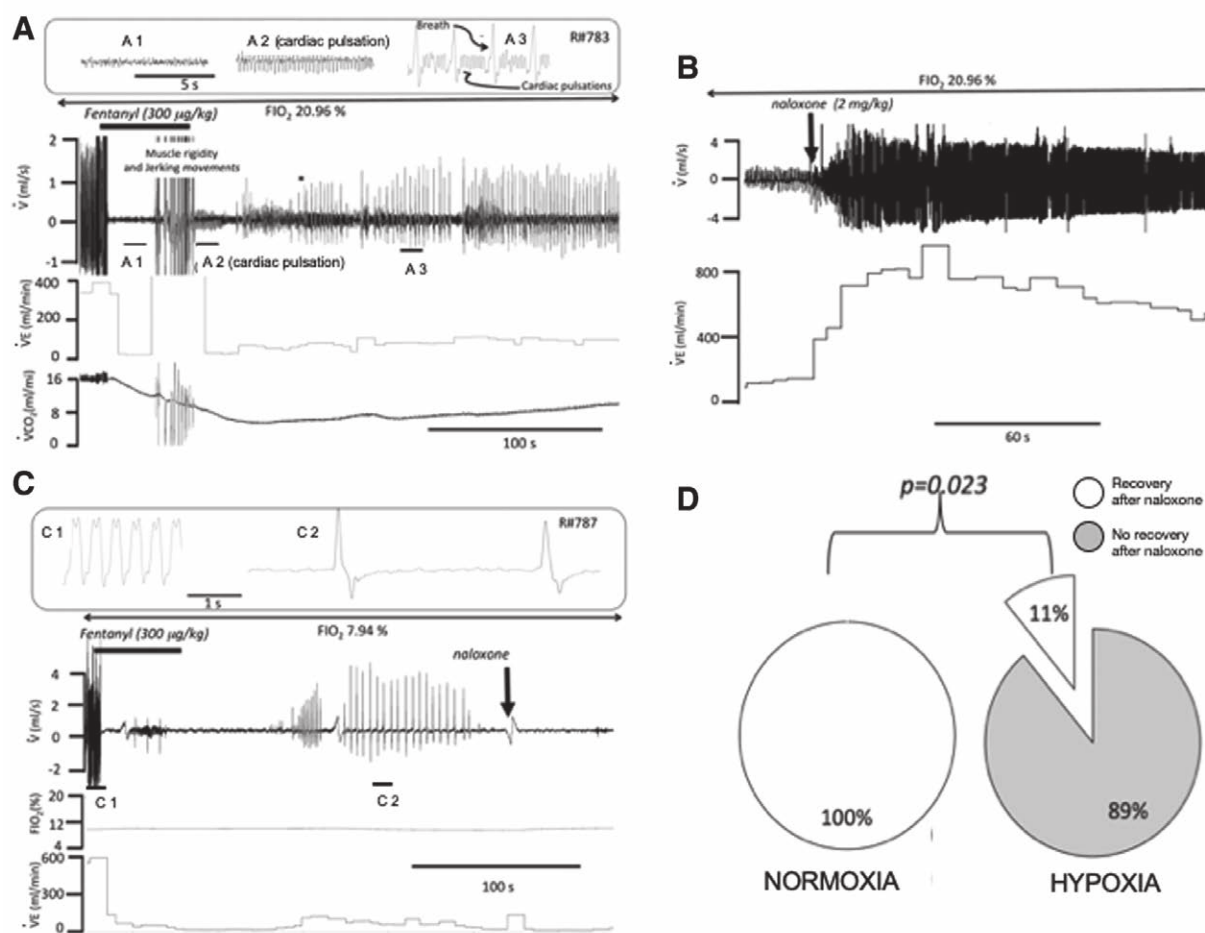 A
A 1
A 2 (cardiac pulsation)
Breath
A 3
R#783
Cardiac pulsations
5 s
FIO2 20.96 %
Fentanyl (300 µg/kg)
Muscle rigidity
and Jerking movements
2
1
0
-1
V̇ (ml/s)
A 1
A 2 (cardiac pulsation)
A 3
400
200
0
V̇E (ml/min)
16
8
0
V̇CO2(ml/mi)
100 s
B
FIO2 20.96 %
naloxone (2 mg/kg)
4
0
-4
V̇ (ml/s)
800
400
0
V̇E (ml/min)
60 s
C
C 1
C 2
R#787
1 s
FIO2 7.94 %
Fentanyl (300 µg/kg)
naloxone
4
2
0
-2
V̇ (ml/s)
C 1
C 2
20
12
4
FIO2(%)
600
300
0
V̇E (ml/min)
100 s
D
p=0.023
Recovery
after naloxone
No recovery
after naloxone
11%
100%
89%
NORMOXIA
HYPOXIA